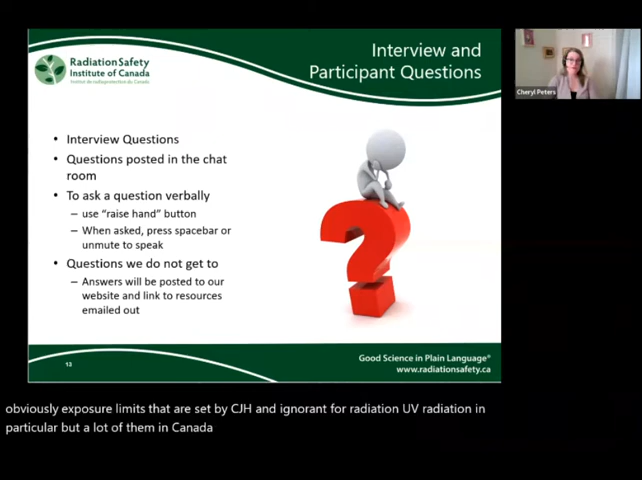 Radiation Safety
Institute of Canada
Institut de radioprotection du Canada
Interview and
Participant Questions
Cheryl Peters
• Interview Questions
• Questions posted in the chat
room
• To ask a question verbally
– use “raise hand” button
– When asked, press spacebar or
unmute to speak
• Questions we do not get to
– Answers will be posted to our
website and link to resources
emailed out
13
Good Science in Plain Language®
www.radiationsafety.ca
obviously exposure limits that are set by CJH and ignorant for radiation UV radiation in
particular but a lot of them in Canada